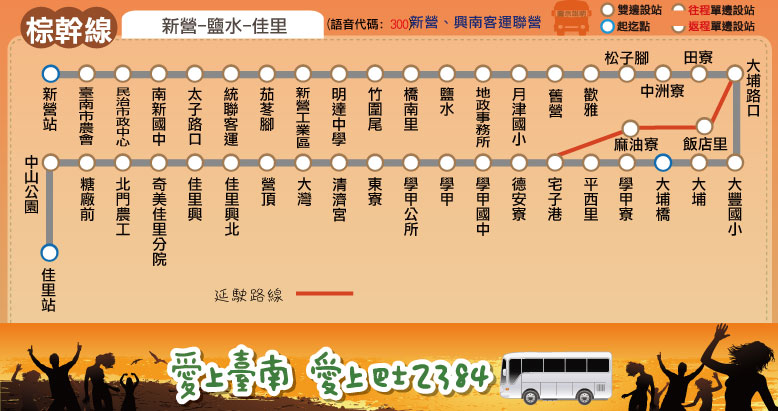 棕幹線
新營-鹽水-佳里
(語音代碼: 300)新營、興南客運聯營
雙邊設站
往程單邊設站
起迄點
返程單邊設站
新營站
臺南市農會
民治市政中心
南新國中
太子路口
統聯客運
茄苳腳
新營工業區
明達中學
竹圍尾
橋南里
鹽水
地政事務所
月津國小
舊營
歡雅
松子腳
中洲寮
田寮
大埔路口
麻油寮
飯店里
中山公園
糖廠前
北門農工
奇美佳里分院
佳里興
佳里興北
營頂
大灣
清濟宮
東寮
學甲公所
學甲
學甲國中
德安寮
宅子港
平西里
學甲寮
大埔橋
大埔
大豐國小
佳里站
延駛路線
愛上臺南 愛上巴士2384